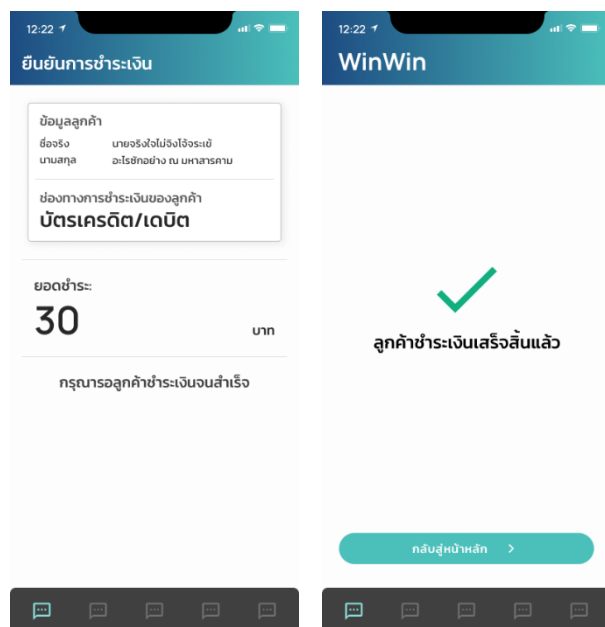 12:22
ยืนยันการชำระเงิน
ข้อมูลลูกค้า
ชื่อจริง นายจริงใจไม่จิงโจ้จระเข้
นามสกุล อะไรซักอย่าง ณ มหาสารคาม
ช่องทางการชำระเงินของลูกค้า
บัตรเครดิต/เดบิต
ยอดชำระ:
30 บาท
กรุณารอลูกค้าชำระเงินจนสำเร็จ
12:22
WinWin
ลูกค้าชำระเงินเสร็จสิ้นแล้ว
กลับสู่หน้าหลัก